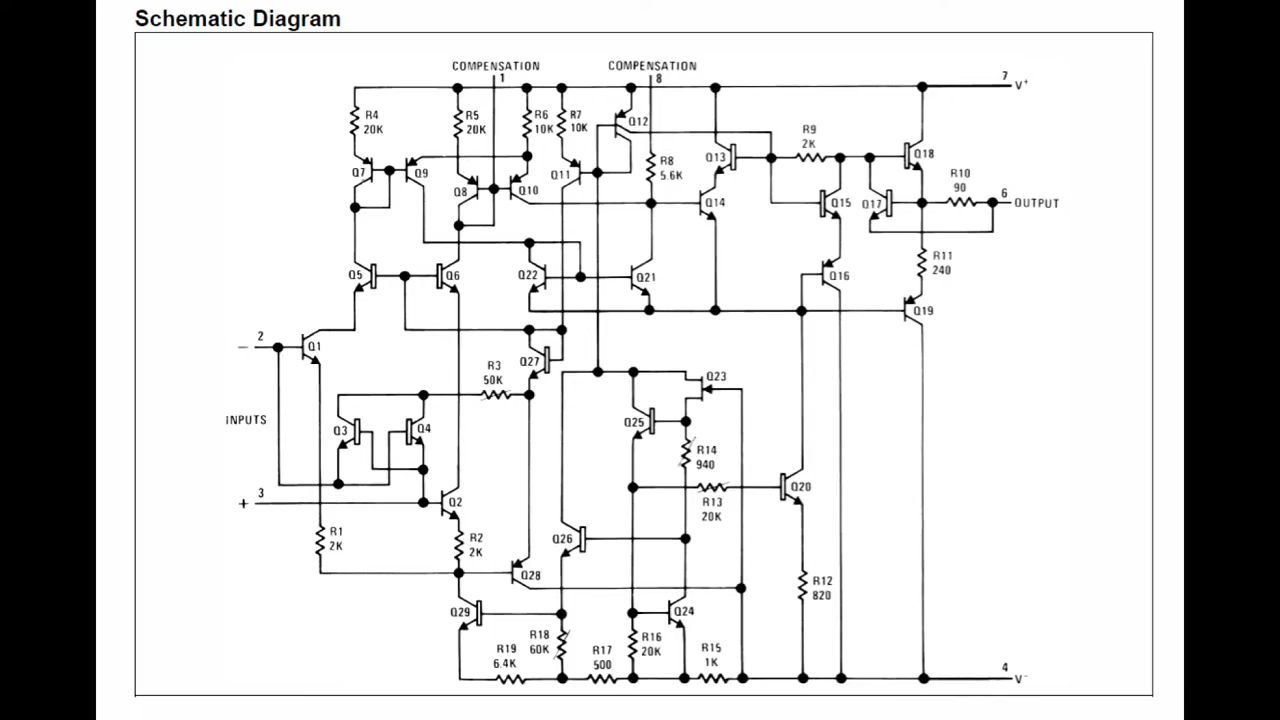 Schematic Diagram
COMPENSATION
1
COMPENSATION
8
7
V+
R4
20K
R5
20K
R6
10K
R7
10K
Q12
R9
2K
Q7
Q9
Q8
Q10
Q11
R8
5.6K
Q13
Q18
Q14
Q15
Q17
R10
90
6
OUTPUT
Q5
Q6
Q22
Q21
Q16
R11
240
Q19
−
2
Q1
Q27
R3
50K
Q23
INPUTS
Q3
Q4
Q25
R14
940
+
3
Q2
R13
20K
Q20
R1
2K
R2
2K
Q26
Q28
R12
820
Q29
Q24
R19
6.4K
R18
60K
R17
500
R16
20K
R15
1K
4
V−